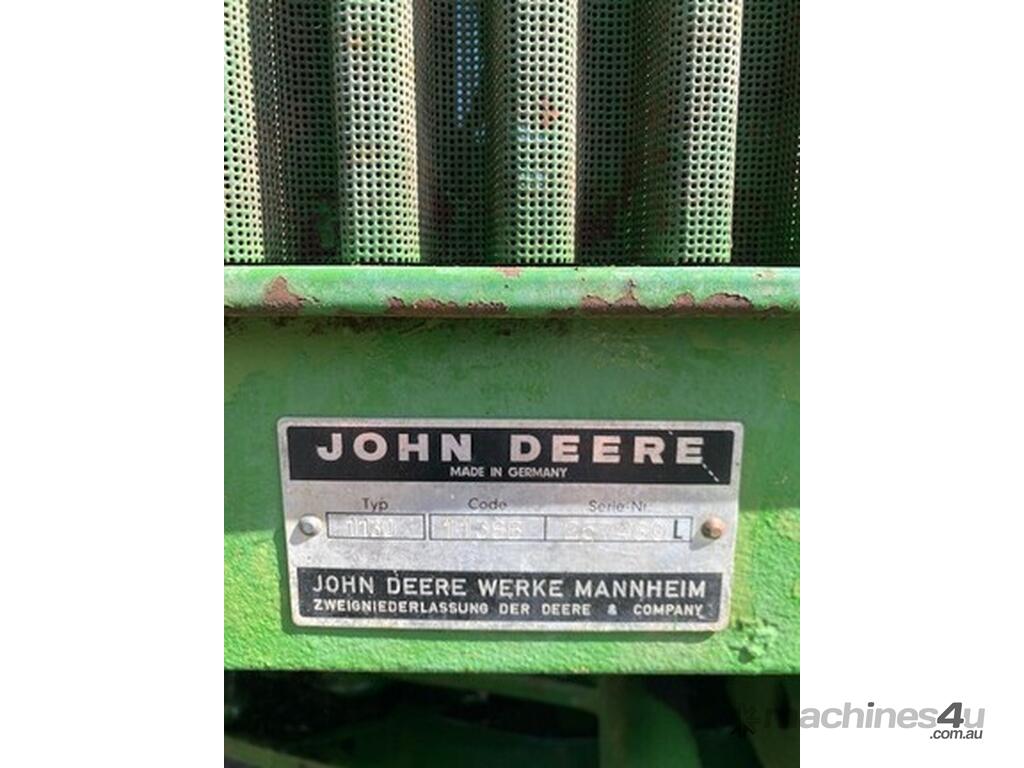 JOHN DEERE
MADE IN GERMANY
Typ Code Serie-Nr.
1130 L
JOHN DEERE WERKE MANNHEIM
ZWEIGNIEDERLASSUNG DER DEERE & COMPANY
machines4u
.com.au